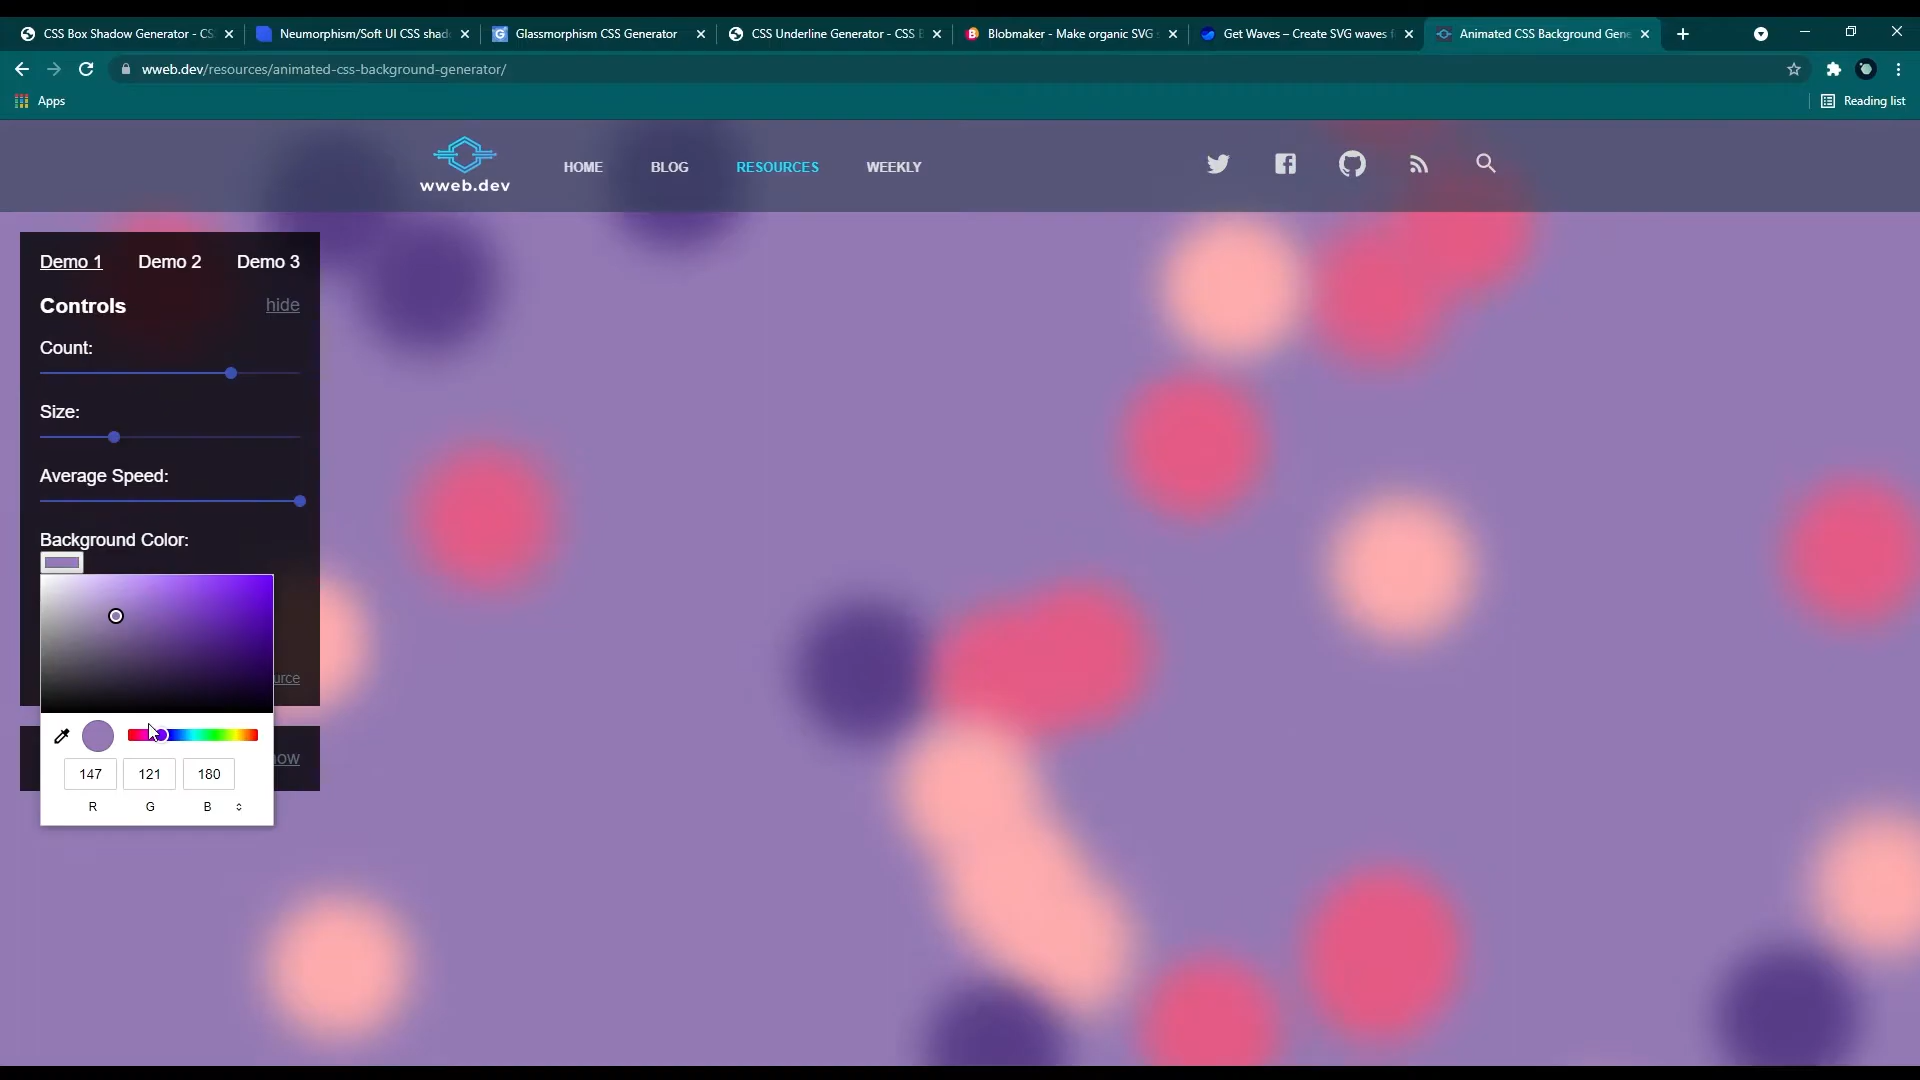 CSS Box Shadow Generator - CS
Neumorphism/Soft UI CSS shad
Glassmorphism CSS Generator
CSS Underline Generator - CSS B
Blobmaker - Make organic SVG s
Get Waves – Create SVG waves f
Animated CSS Background Gene
wweb.dev/resources/animated-css-background-generator/
Apps
Reading list
wweb.dev
HOME
BLOG
RESOURCES
WEEKLY
Demo 1
Demo 2
Demo 3
Controls
hide
Count:
Size:
Average Speed:
Background Color:
urce
ow
147
121
180
R
G
B